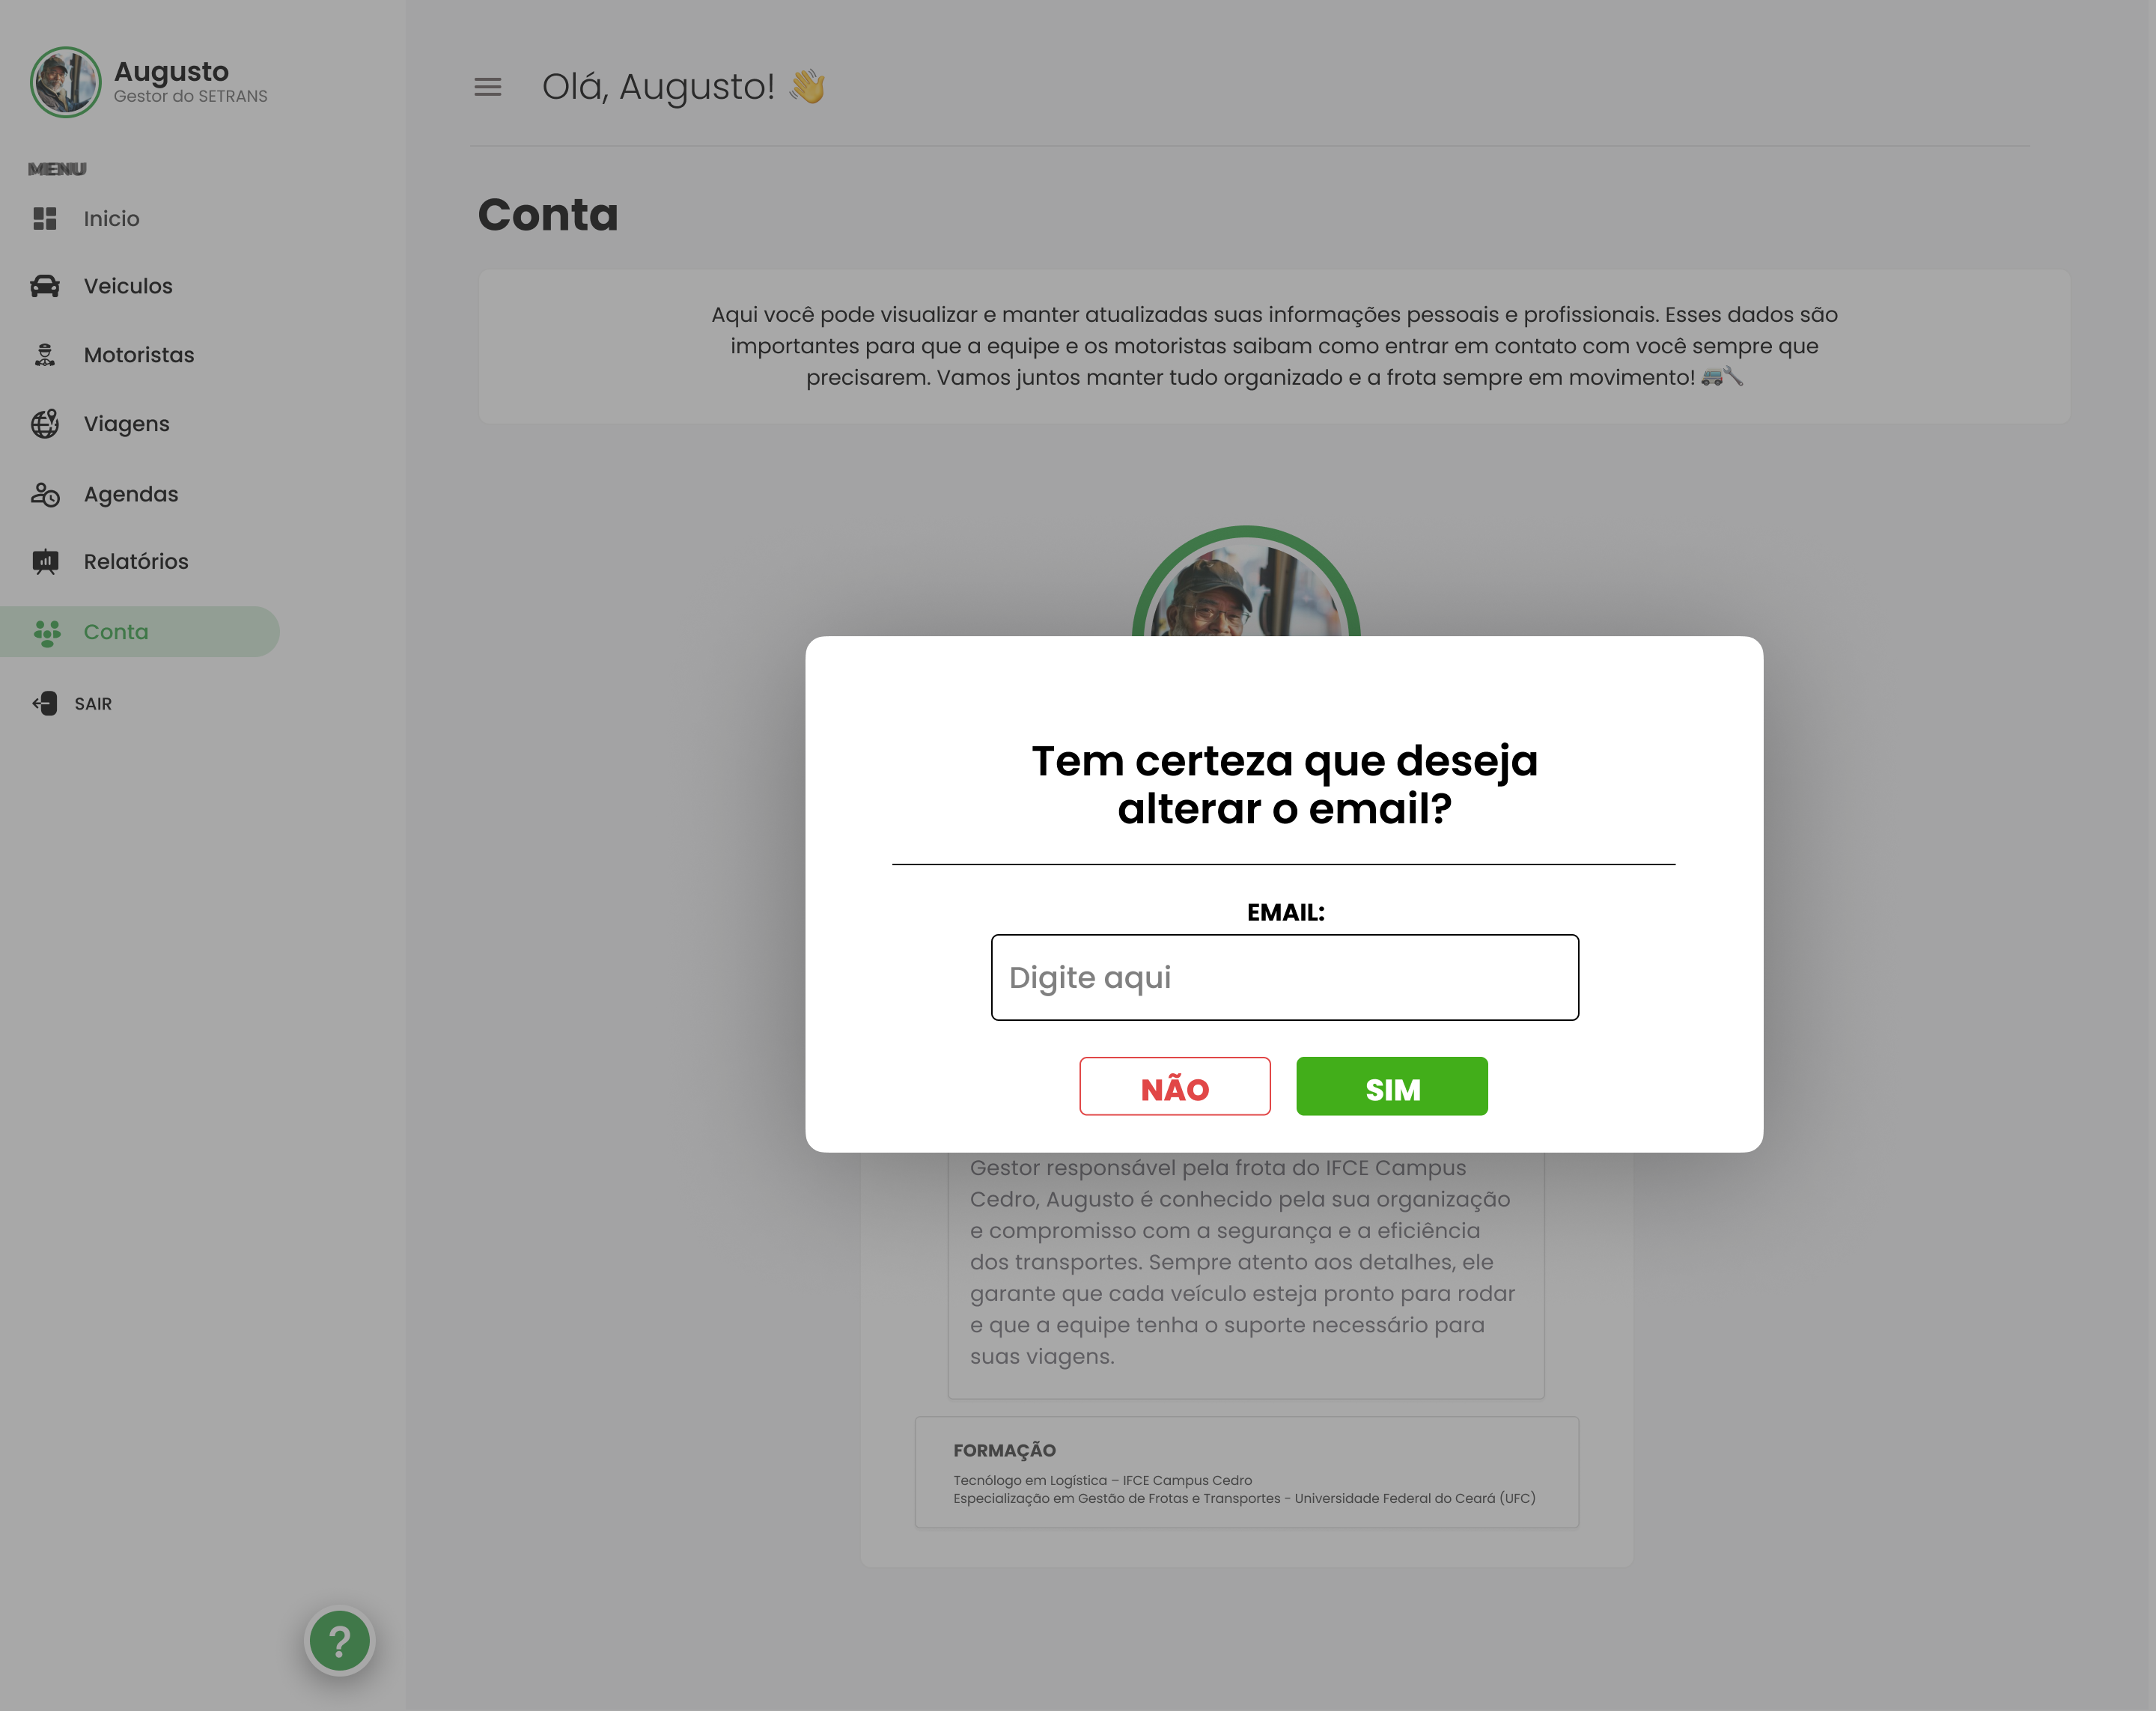 Augusto
Gestor do SETRANS
MENU
Inicio
Veiculos
Motoristas
Viagens
Agendas
Relatórios
Conta
SAIR
?
Olá, Augusto! 👋
Conta
Aqui você pode visualizar e manter atualizadas suas informações pessoais e profissionais. Esses dados são
importantes para que a equipe e os motoristas saibam como entrar em contato com você sempre que
precisarem. Vamos juntos manter tudo organizado e a frota sempre em movimento! 🚐🔧
Tem certeza que deseja
alterar o email?
EMAIL:
Digite aqui
NÃO SIM
Gestor responsável pela frota do IFCE Campus
Cedro, Augusto é conhecido pela sua organização
e compromisso com a segurança e a eficiência
dos transportes. Sempre atento aos detalhes, ele
garante que cada veículo esteja pronto para rodar
e que a equipe tenha o suporte necessário para
suas viagens.
FORMAÇÃO
Tecnólogo em Logística – IFCE Campus Cedro
Especialização em Gestão de Frotas e Transportes - Universidade Federal do Ceará (UFC)